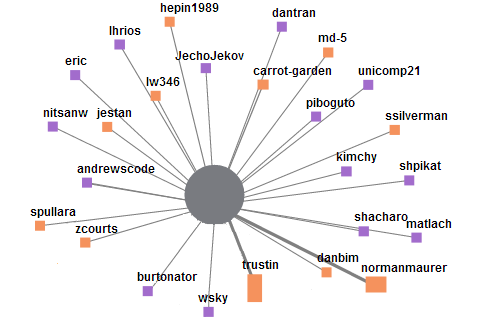 hepin1989
dantran
lhrios
md-5
JechoJekov
eric
carrot-garden
unicomp21
lw346
piboguto
nitsanw
jestan
ssilverman
kimchy
andrewscode
shpikat
spullara
shacharo
matlach
zcourts
trustin
danbim
normanmaurer
burtonator
wsky